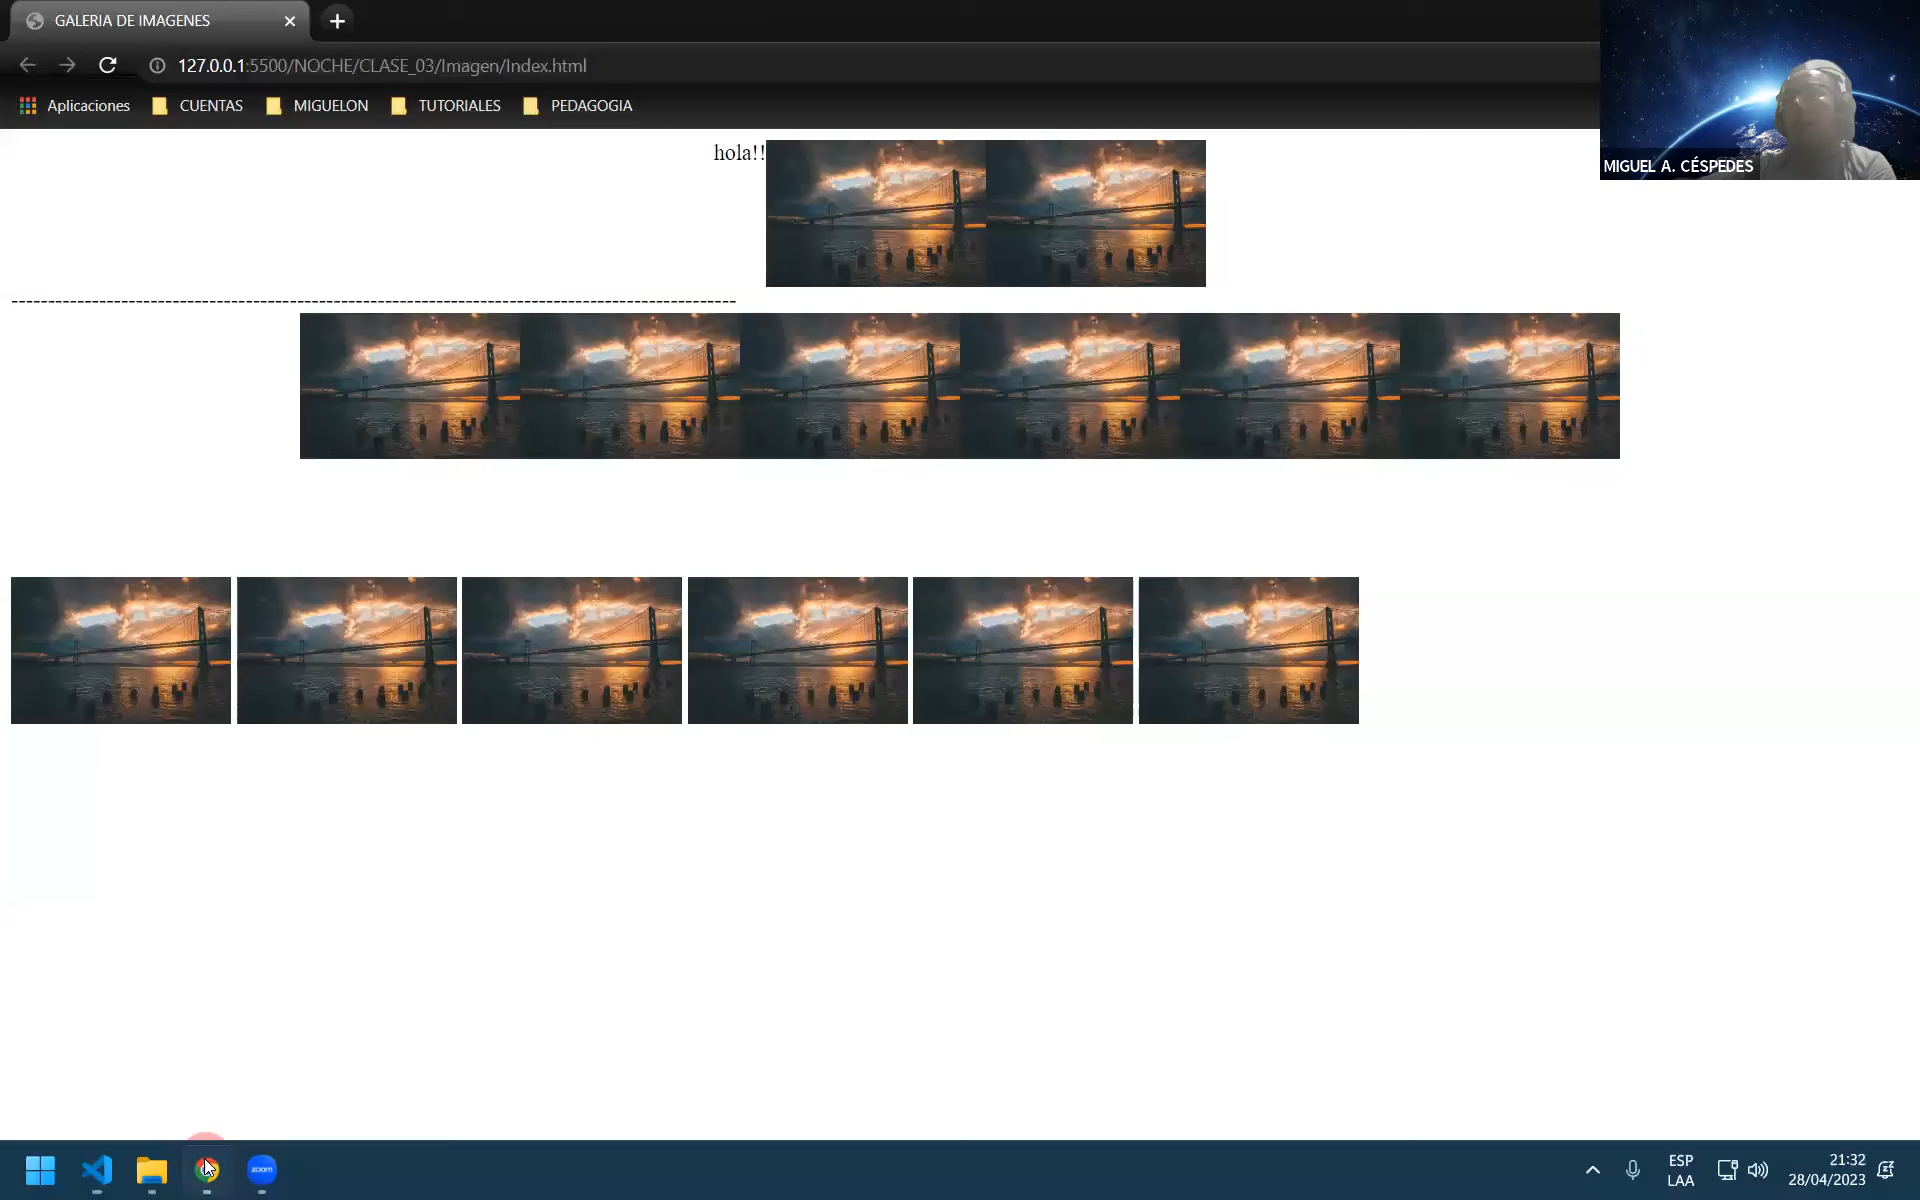 GALERIA DE IMAGENES
127.0.0.1:5500/NOCHE/CLASE_03/Imagen/Index.html
Aplicaciones CUENTAS MIGUELON TUTORIALES PEDAGOGIA
MIGUEL A. CÉSPEDES
hola!!
----------------------------------------------------------------------------------------------------
zoom
ESP
LAA
21:32
28/04/2023